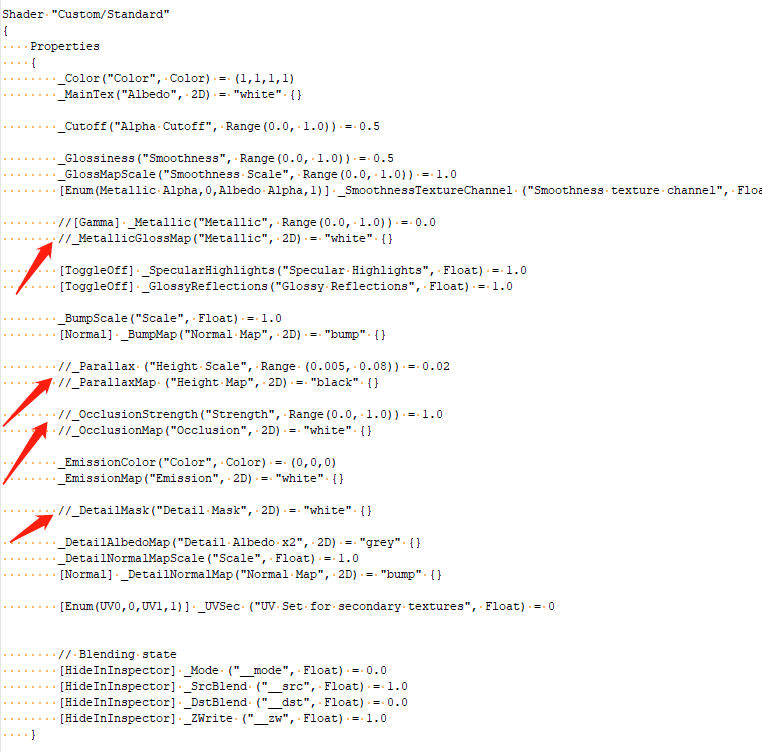 Shader "Custom/Standard"
{
    Properties
    {
        _Color("Color", Color) = (1,1,1,1)
        _MainTex("Albedo", 2D) = "white" {}

        _Cutoff("Alpha Cutoff", Range(0.0, 1.0)) = 0.5

        _Glossiness("Smoothness", Range(0.0, 1.0)) = 0.5
        _GlossMapScale("Smoothness Scale", Range(0.0, 1.0)) = 1.0
        [Enum(Metallic Alpha,0,Albedo Alpha,1)] _SmoothnessTextureChannel ("Smoothness texture channel", Floa

        //[Gamma] _Metallic("Metallic", Range(0.0, 1.0)) = 0.0
        //_MetallicGlossMap("Metallic", 2D) = "white" {}

        [ToggleOff] _SpecularHighlights("Specular Highlights", Float) = 1.0
        [ToggleOff] _GlossyReflections("Glossy Reflections", Float) = 1.0

        _BumpScale("Scale", Float) = 1.0
        [Normal] _BumpMap("Normal Map", 2D) = "bump" {}

        //_Parallax ("Height Scale", Range (0.005, 0.08)) = 0.02
        //_ParallaxMap ("Height Map", 2D) = "black" {}

        //_OcclusionStrength("Strength", Range(0.0, 1.0)) = 1.0
        //_OcclusionMap("Occlusion", 2D) = "white" {}

        _EmissionColor("Color", Color) = (0,0,0)
        _EmissionMap("Emission", 2D) = "white" {}

        //_DetailMask("Detail Mask", 2D) = "white" {}

        _DetailAlbedoMap("Detail Albedo x2", 2D) = "grey" {}
        _DetailNormalMapScale("Scale", Float) = 1.0
        [Normal] _DetailNormalMap("Normal Map", 2D) = "bump" {}

        [Enum(UV0,0,UV1,1)] _UVSec ("UV Set for secondary textures", Float) = 0


        // Blending state
        [HideInInspector] _Mode ("__mode", Float) = 0.0
        [HideInInspector] _SrcBlend ("__src", Float) = 1.0
        [HideInInspector] _DstBlend ("__dst", Float) = 0.0
        [HideInInspector] _ZWrite ("__zw", Float) = 1.0
    }